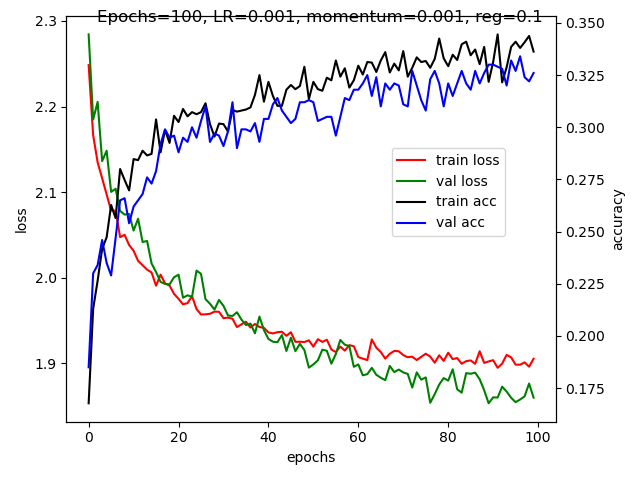 Epochs=100, LR=0.001, momentum=0.001, reg=0.1
2.3
2.2
2.1
2.0
1.9
loss
0.350
0.325
0.300
0.275
0.250
0.225
0.200
0.175
accuracy
train loss
val loss
train acc
val acc
0 20 40 60 80 100
epochs